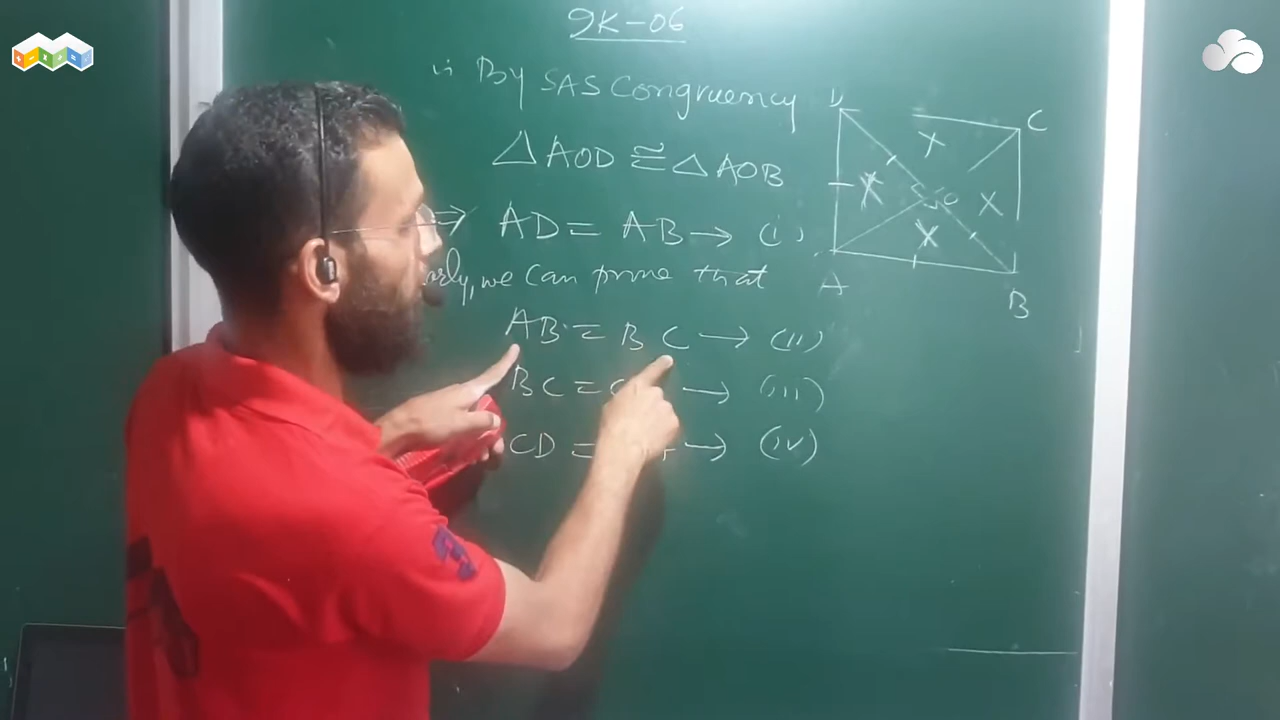 9K-06
∵ By SAS Congruency
△AOD ≅ △AOB
⇒ AD = AB → (i)
arly, we can prove that
AB = BC → (ii)
BC = C → (iii)
CD = → (iv)
D
C
O
A
B